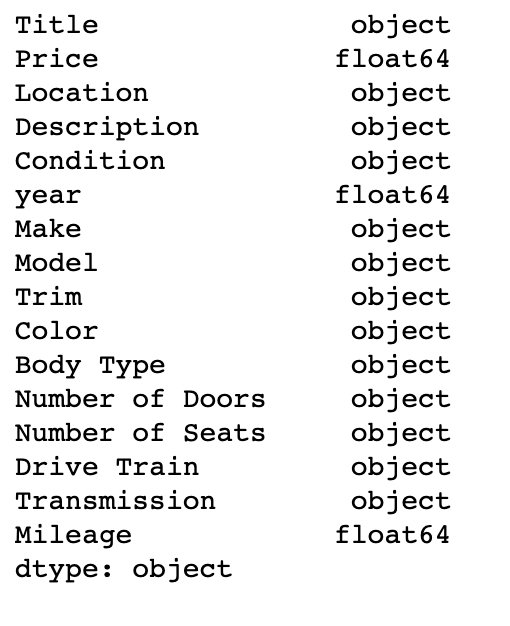 Title object
Price float64
Location object
Description object
Condition object
year float64
Make object
Model object
Trim object
Color object
Body Type object
Number of Doors object
Number of Seats object
Drive Train object
Transmission object
Mileage float64
dtype: object